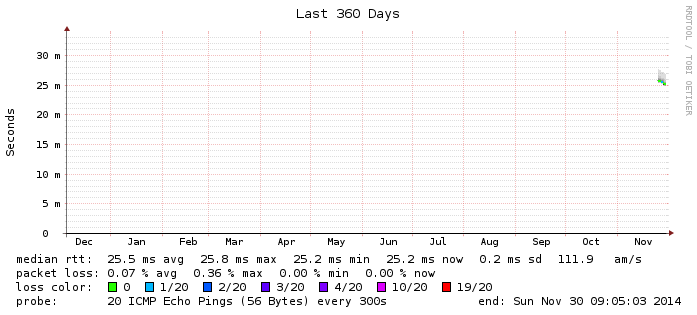 Last 360 Days
RRDTOOL / TOBI OETIKER
Seconds
30 m
25 m
20 m
15 m
10 m
5 m
0
Dec Jan Feb Mar Apr May Jun Jul Aug Sep Oct Nov
median rtt: 25.5 ms avg 25.8 ms max 25.2 ms min 25.2 ms now 0.2 ms sd 111.9 am/s
packet loss: 0.07 % avg 0.36 % max 0.00 % min 0.00 % now
loss color: 0 1/20 2/20 3/20 4/20 10/20 19/20
probe: 20 ICMP Echo Pings (56 Bytes) every 300s end: Sun Nov 30 09:05:03 2014